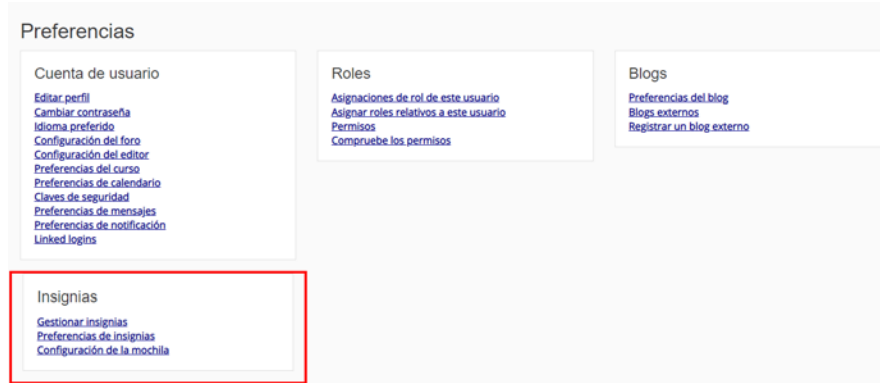 Preferencias
Cuenta de usuario
Editar perfil
Cambiar contraseña
Idioma preferido
Configuración del foro
Configuración del editor
Preferencias del curso
Preferencias de calendario
Claves de seguridad
Preferencias de mensajes
Preferencias de notificación
Linked logins
Roles
Asignaciones de rol de este usuario
Asignar roles relativos a este usuario
Permisos
Compruebe los permisos
Blogs
Preferencias del blog
Blogs externos
Registrar un blog externo
Insignias
Gestionar insignias
Preferencias de insignias
Configuración de la mochila